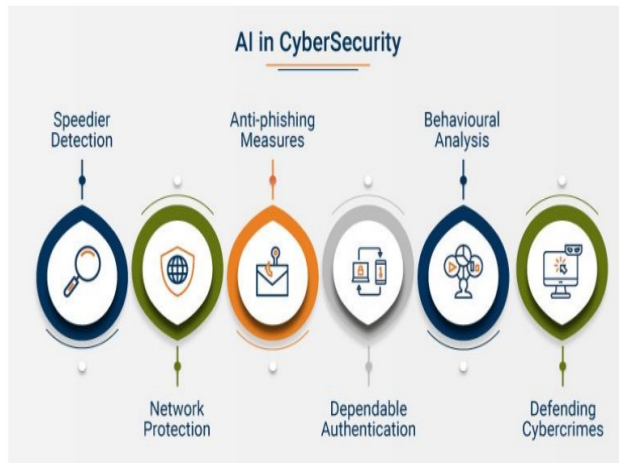 AI in CyberSecurity
Speedier
Detection
Anti-phishing
Measures
Behavioural
Analysis
Network
Protection
Dependable
Authentication
Defending
Cybercrimes